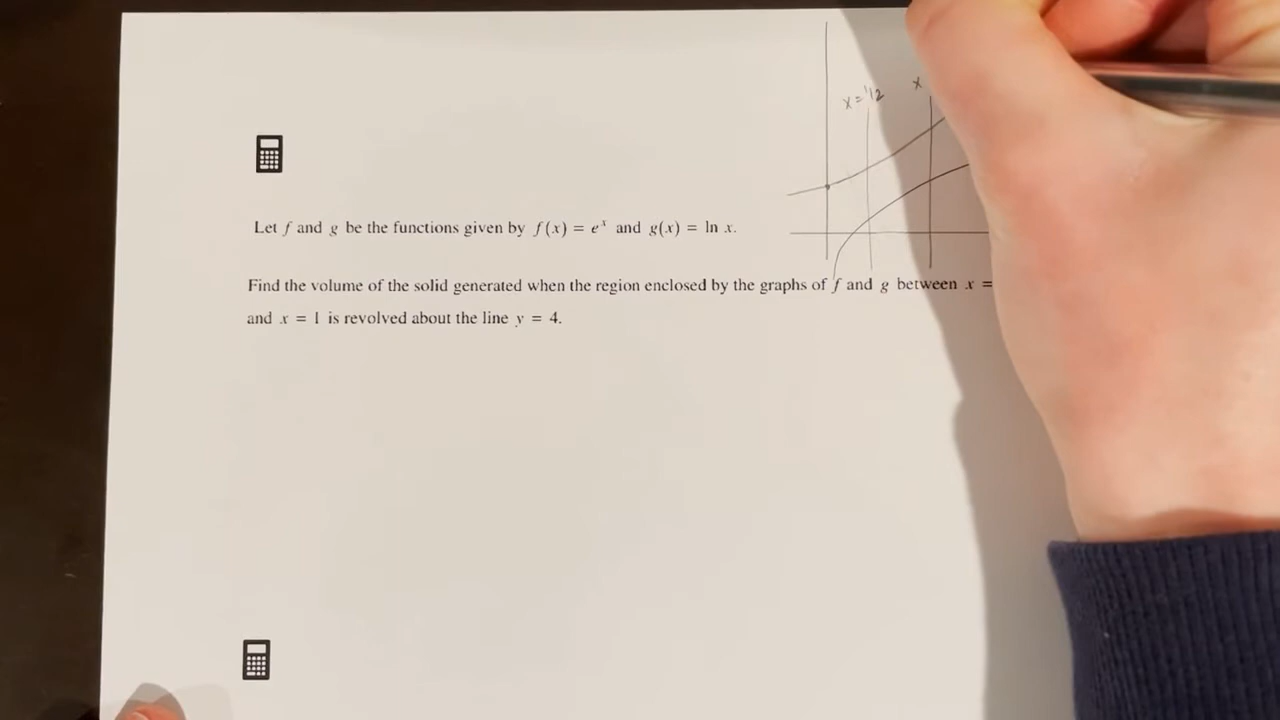 x = 1/2
x
Let f and g be the functions given by f(x) = eˣ and g(x) = ln x.
Find the volume of the solid generated when the region enclosed by the graphs of f and g between x =
and x = 1 is revolved about the line y = 4.